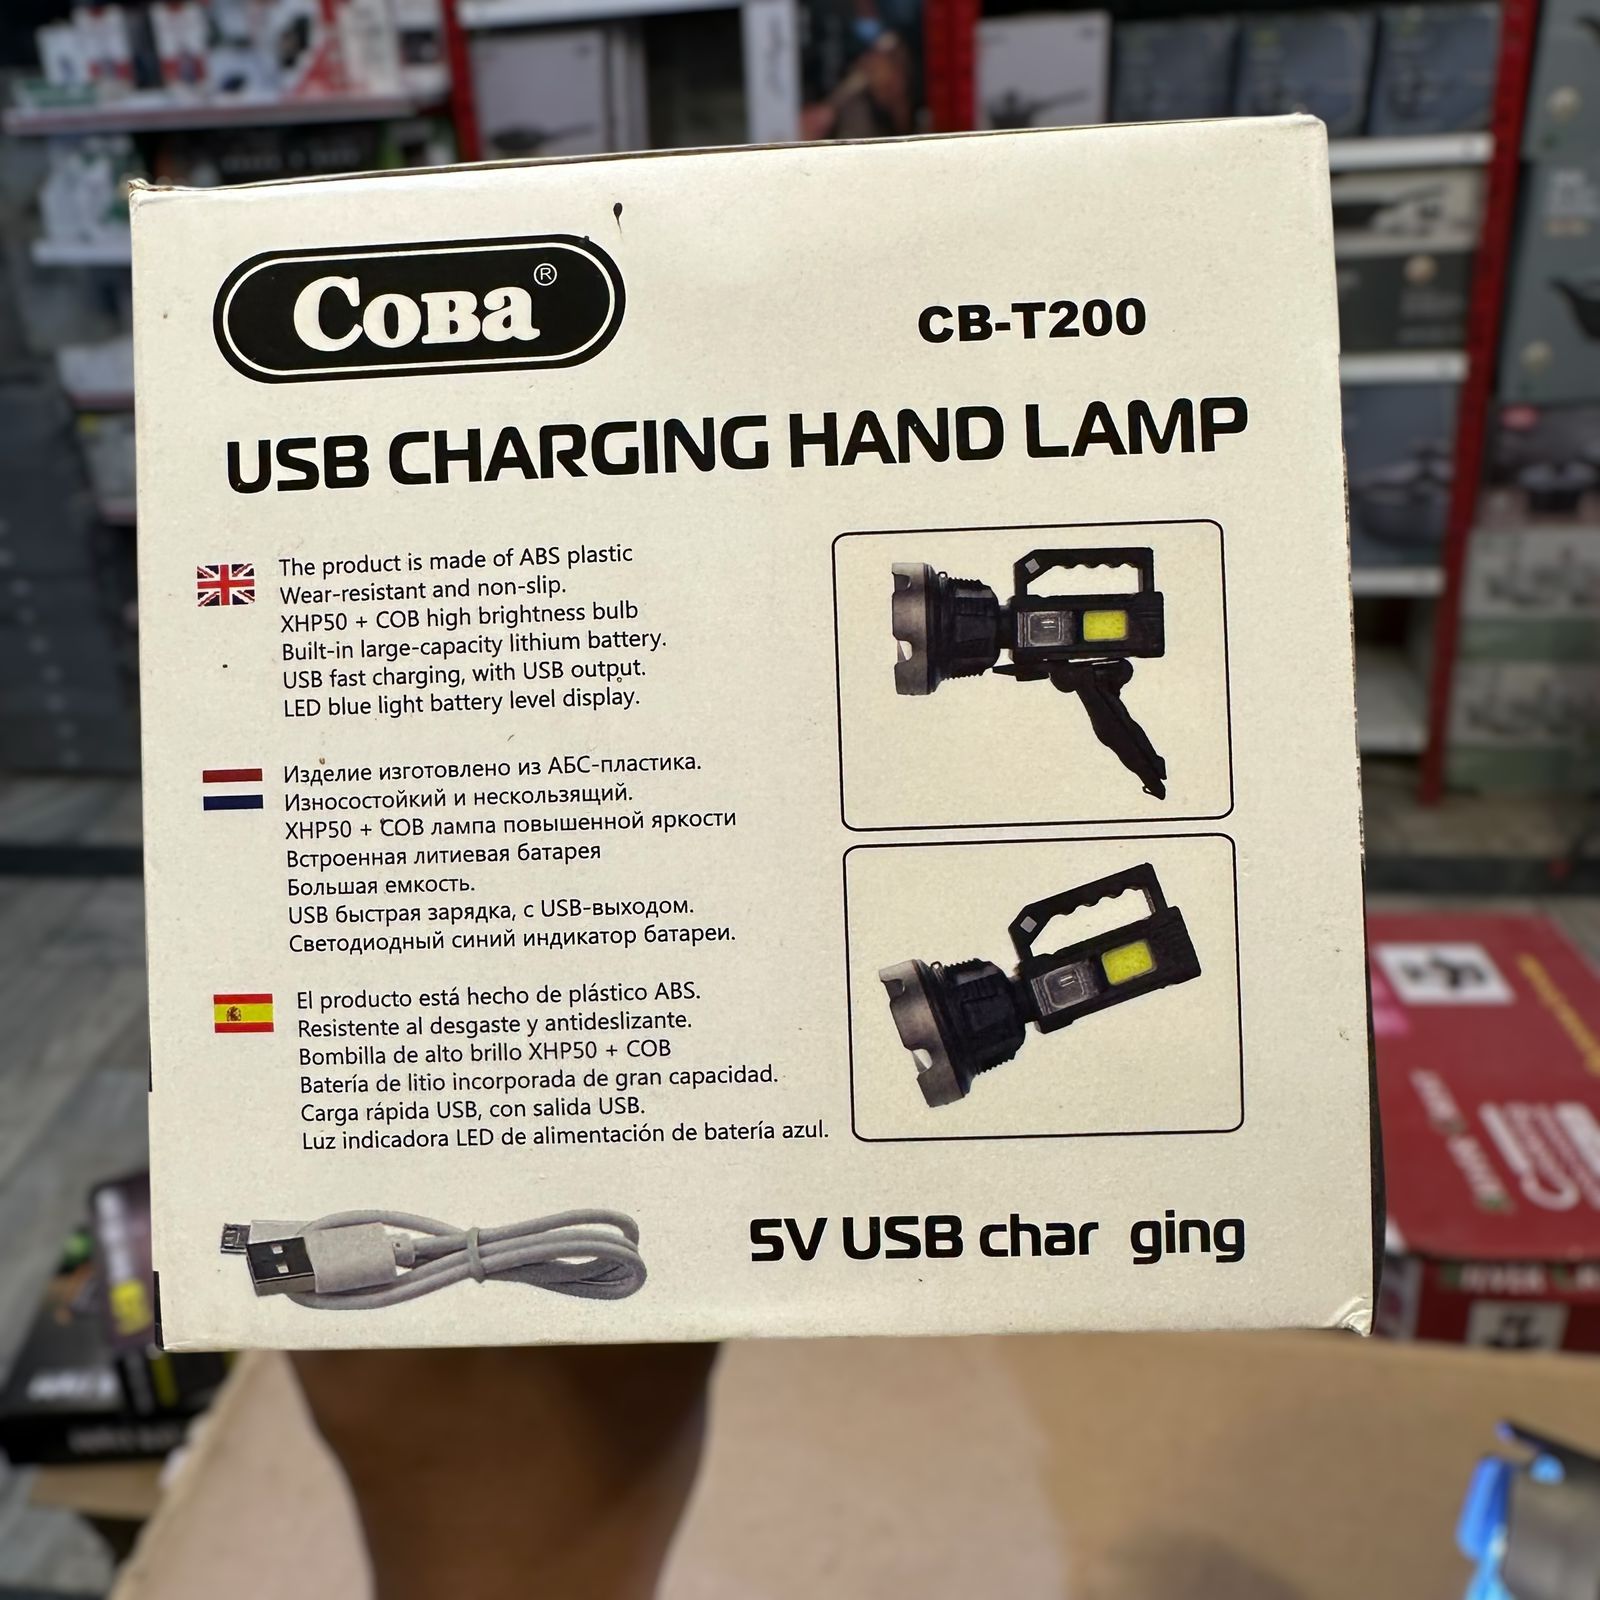 Coba®
CB-T200
USB CHARGING HAND LAMP
The product is made of ABS plastic
Wear-resistant and non-slip.
XHP50 + COB high brightness bulb
Built-in large-capacity lithium battery.
USB fast charging, with USB output.
LED blue light battery level display.
Изделие изготовлено из АБС-пластика.
Износостойкий и нескользящий.
XHP50 + COB лампа повышенной яркости
Встроенная литиевая батарея
Большая емкость.
USB быстрая зарядка, с USB-выходом.
Светодиодный синий индикатор батареи.
El producto está hecho de plástico ABS.
Resistente al desgaste y antideslizante.
Bombilla de alto brillo XHP50 + COB
Batería de litio incorporada de gran capacidad.
Carga rápida USB, con salida USB.
Luz indicadora LED de alimentación de batería azul.
5V USB char ging